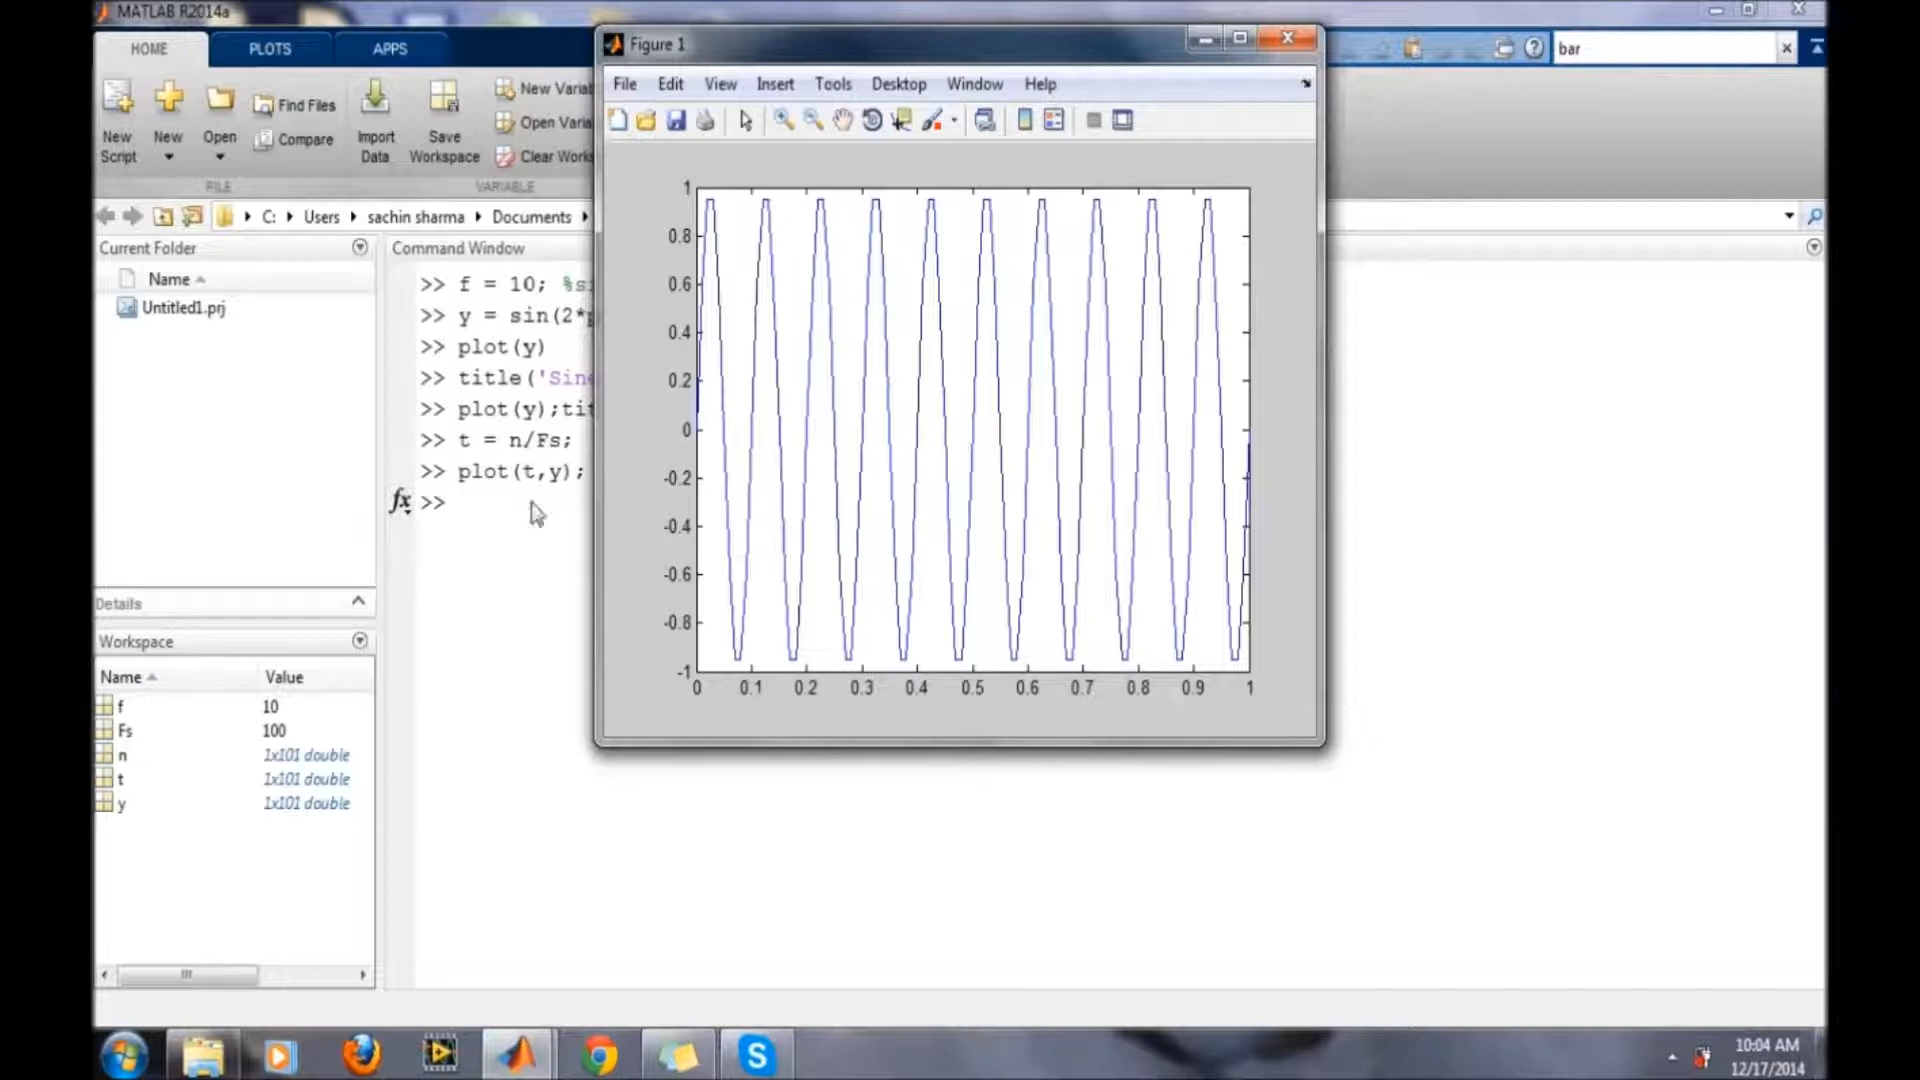 MATLAB R2014a
HOME
PLOTS
APPS
bar
New Script
New
Open
Find Files
Compare
Import Data
Save Workspace
New Varia
Open Varia
Clear Work
FILE
VARIABLE
C: Users sachin sharma Documents
Current Folder
Name
Untitled1.prj
Details
Workspace
Name Value
f 10
Fs 100
n 1x101 double
t 1x101 double
y 1x101 double
Command Window
>> f = 10; %s
>> y = sin(2*
>> plot(y)
>> title('Sin
>> plot(y);tit
>> t = n/Fs;
>> plot(t,y);
fx >>
Figure 1
File Edit View Insert Tools Desktop Window Help
1
0.8
0.6
0.4
0.2
0
-0.2
-0.4
-0.6
-0.8
-1
0 0.1 0.2 0.3 0.4 0.5 0.6 0.7 0.8 0.9 1
10:04 AM
12/17/2014